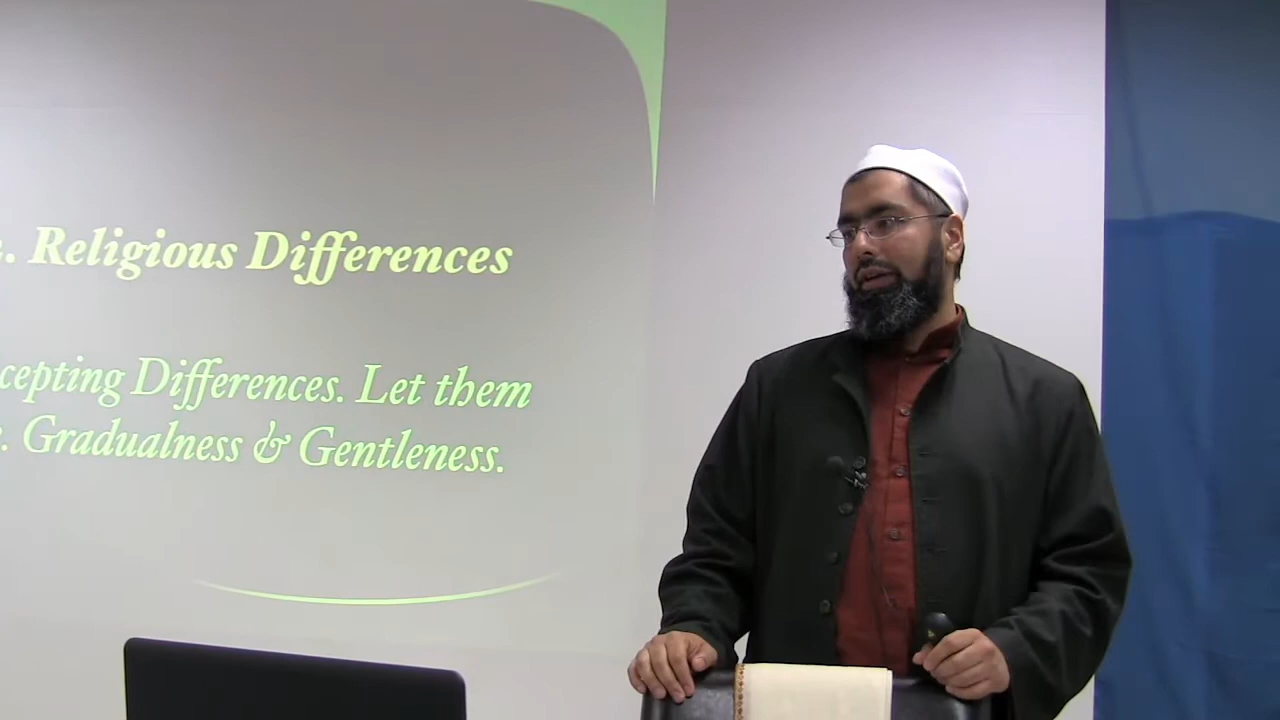 . Religious Differences
cepting Differences. Let them
. Gradualness & Gentleness.